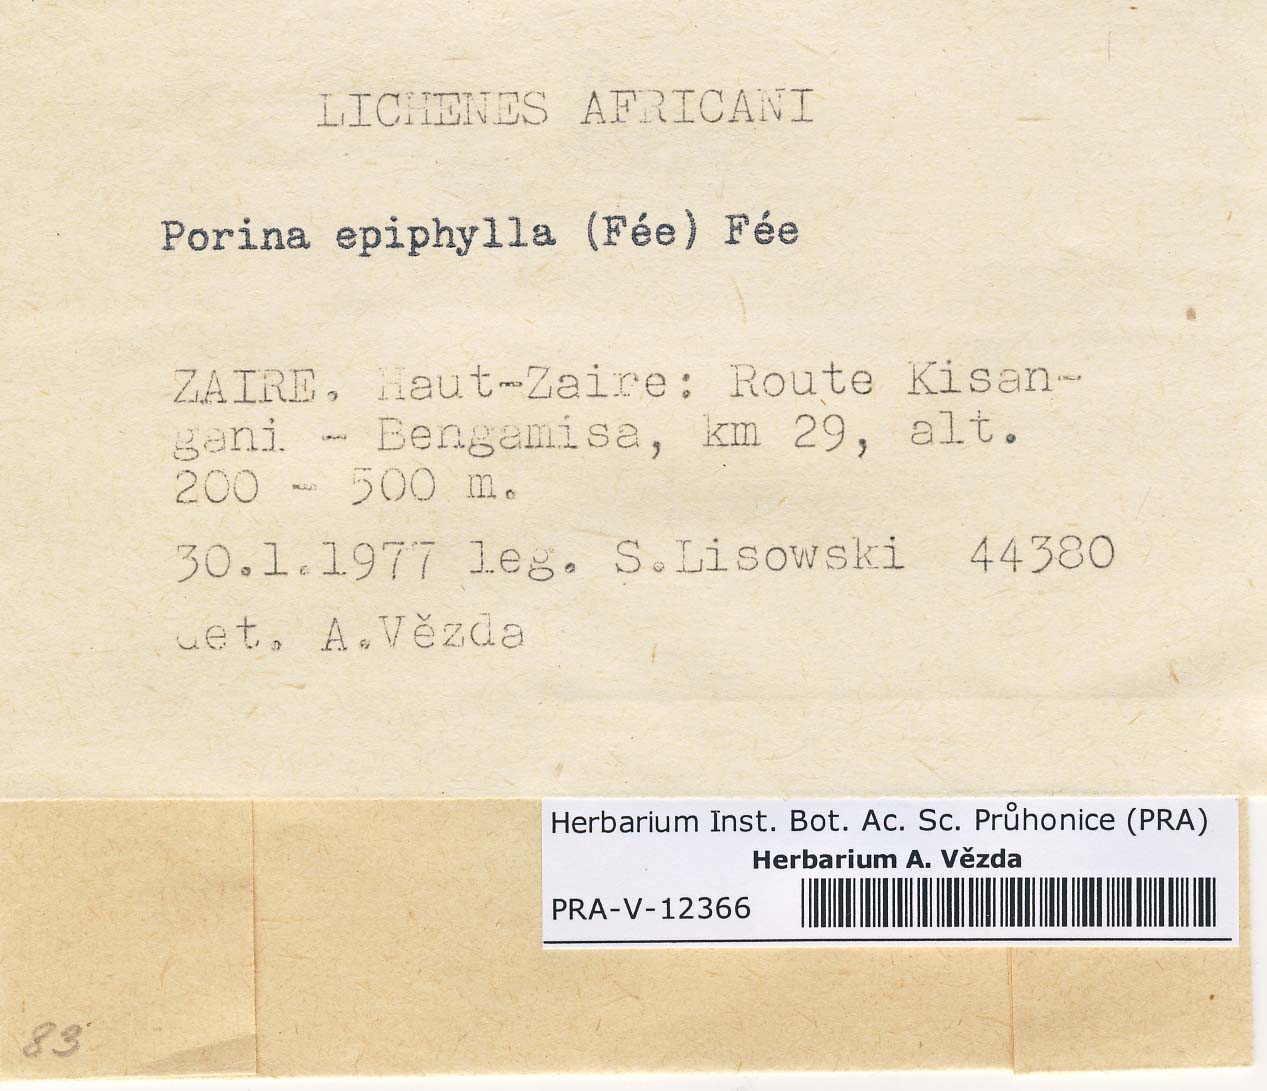 LICHENES AFRICANI
Porina epiphylla (Fée) Fée
ZAIRE. Haut-Zaire: Route Kisan-
gani - Bengamisa, km 29, alt.
200 - 500 m.
30.1.1977 leg. S.Lisowski 44380
det. A.Vězda
Herbarium Inst. Bot. Ac. Sc. Průhonice (PRA)
Herbarium A. Vězda
PRA-V-12366
83